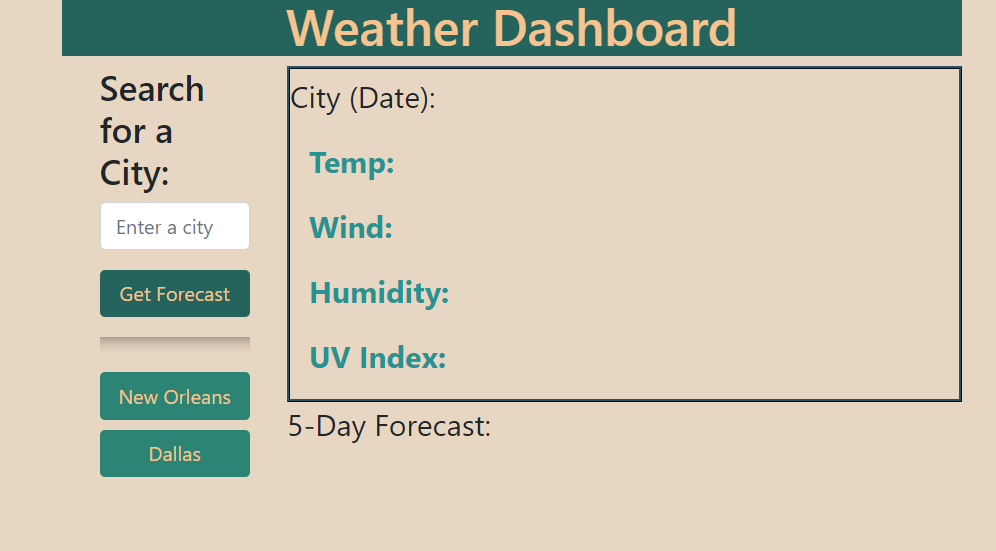 Weather Dashboard
Search
for a
City:
Enter a city
Get Forecast
New Orleans
Dallas
City (Date):
Temp:
Wind:
Humidity:
UV Index:
5-Day Forecast: